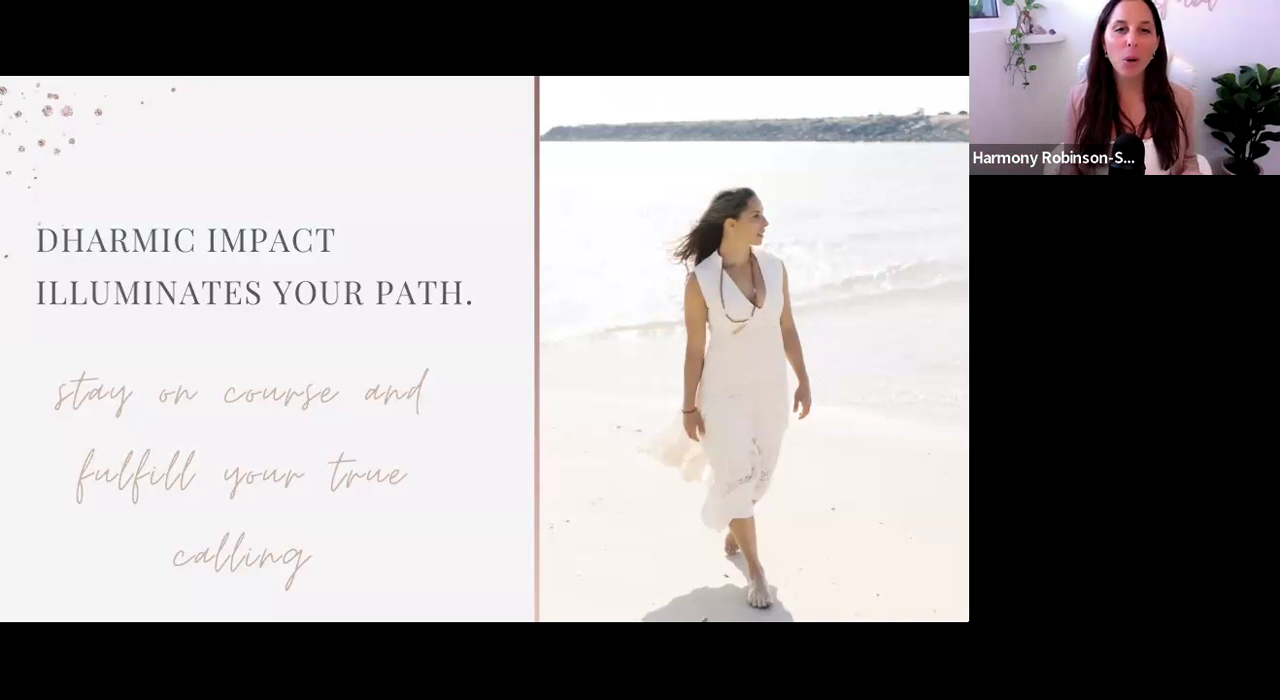 DHARMIC IMPACT
ILLUMINATES YOUR PATH.
stay on course and
fulfill your true
calling
Harmony Robinson-S...